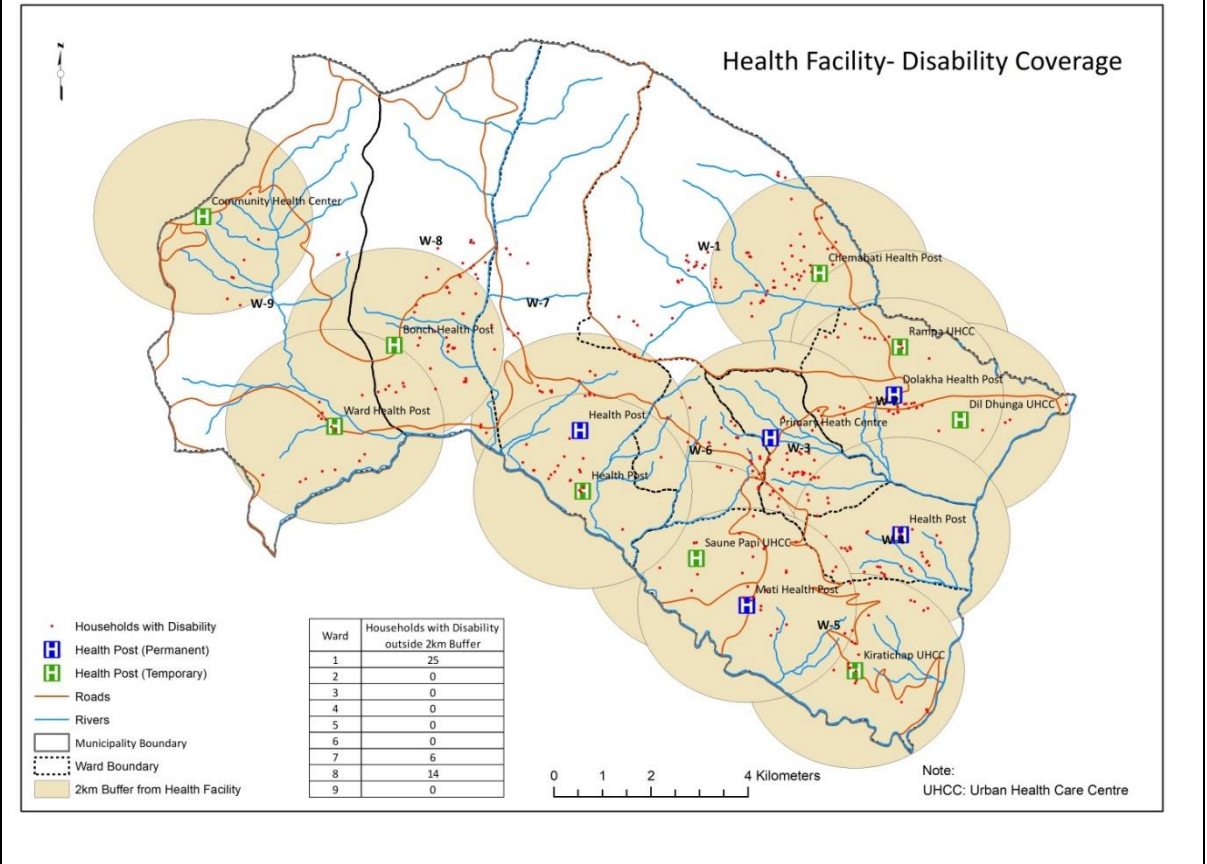 N
Health Facility- Disability Coverage
Community Health Center
W-8
W-1
Chemabati Health Post
W-9
W-7
Bonch Health Post
Rampa UHCC
Dolakha Health Post
W-2
Dil Dhunga UHCC
Ward Health Post
Health Post
Primary Heath Centre
W-6
W-3
Health Post
Health Post
W-4
Saune Pani UHCC
Mati Health Post
W-5
Kiratichap UHCC
Households with Disability
Health Post (Permanent)
Health Post (Temporary)
Roads
Rivers
Municipality Boundary
Ward Boundary
2km Buffer from Health Facility
Ward Households with Disability
outside 2km Buffer
1 25
2 0
3 0
4 0
5 0
6 0
7 6
8 14
9 0
0 1 2 4 Kilometers
Note:
UHCC: Urban Health Care Centre